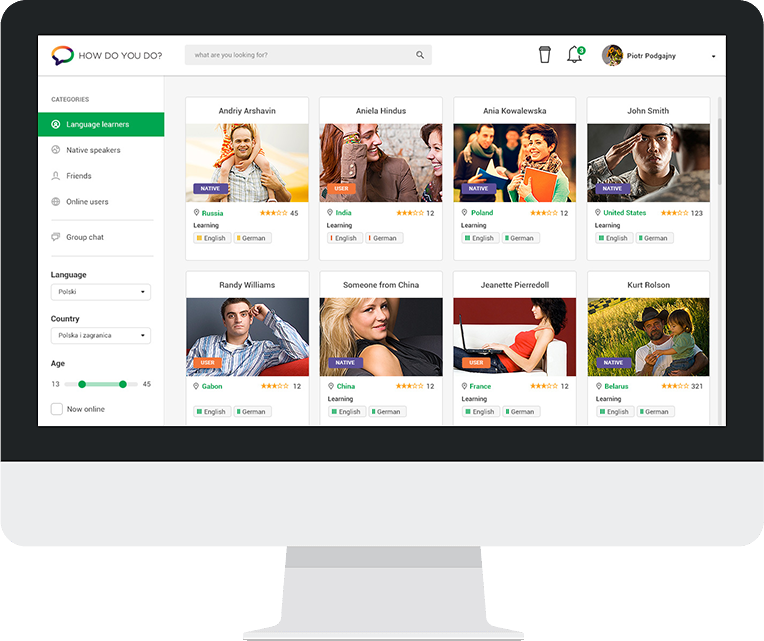 HOW DO YOU DO?
what are you looking for?
3
Piotr Podgajny
CATEGORIES
Language learners
Native speakers
Friends
Online users
Group chat
Language
Polski
Country
Polska i zagranica
Age
13
45
Now online
Andriy Arshavin
NATIVE
Russia
45
Learning
English
German
Aniela Hindus
USER
India
12
Learning
English
German
Ania Kowalewska
NATIVE
Poland
12
Learning
English
German
John Smith
NATIVE
United States
123
Learning
English
German
Randy Williams
USER
Gabon
12
English
German
Someone from China
NATIVE
China
12
Learning
English
German
Jeanette Pierredoll
USER
France
12
Learning
English
German
Kurt Rolson
NATIVE
Belarus
321
Learning
English
German